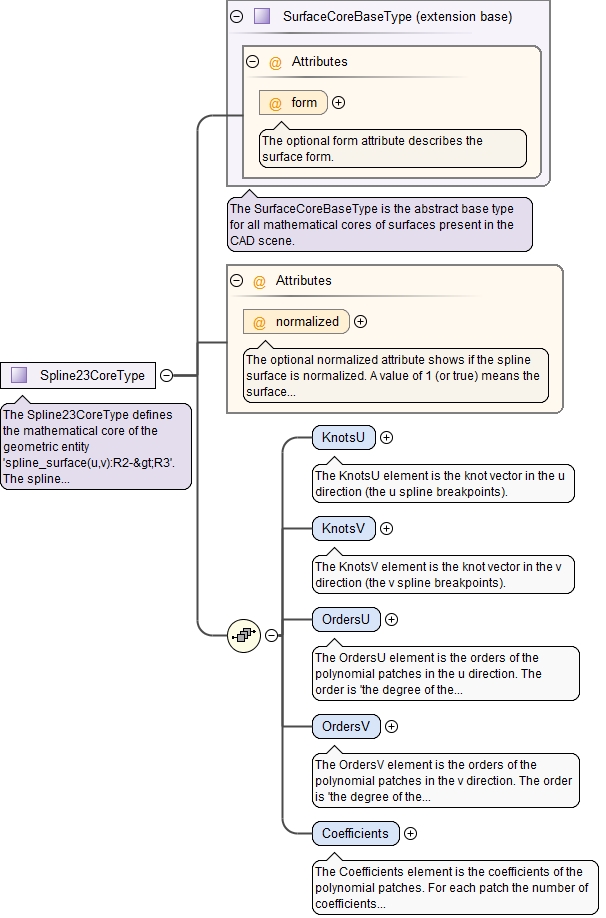 SurfaceCoreBaseType (extension base)
@ Attributes
@ form
The optional form attribute describes the
surface form.
The SurfaceCoreBaseType is the abstract base type
for all mathematical cores of surfaces present in the
CAD scene.
@ Attributes
@ normalized
The optional normalized attribute shows if the spline
surface is normalized. A value of 1 (or true) means the
surface...
Spline23CoreType
The Spline23CoreType defines
the mathematical core of the
geometric entity
'spline_surface(u,v):R2-&gt;R3'.
The spline...
KnotsU
The KnotsU element is the knot vector in the u
direction (the u spline breakpoints).
KnotsV
The KnotsV element is the knot vector in the v
direction (the v spline breakpoints).
OrdersU
The OrdersU element is the orders of the
polynomial patches in the u direction. The
order is 'the degree of the...
OrdersV
The OrdersV element is the orders of the
polynomial patches in the v direction. The order
is 'the degree of the...
Coefficients
The Coefficients element is the coefficients of the
polynomial patches. For each patch the number of
coefficients...